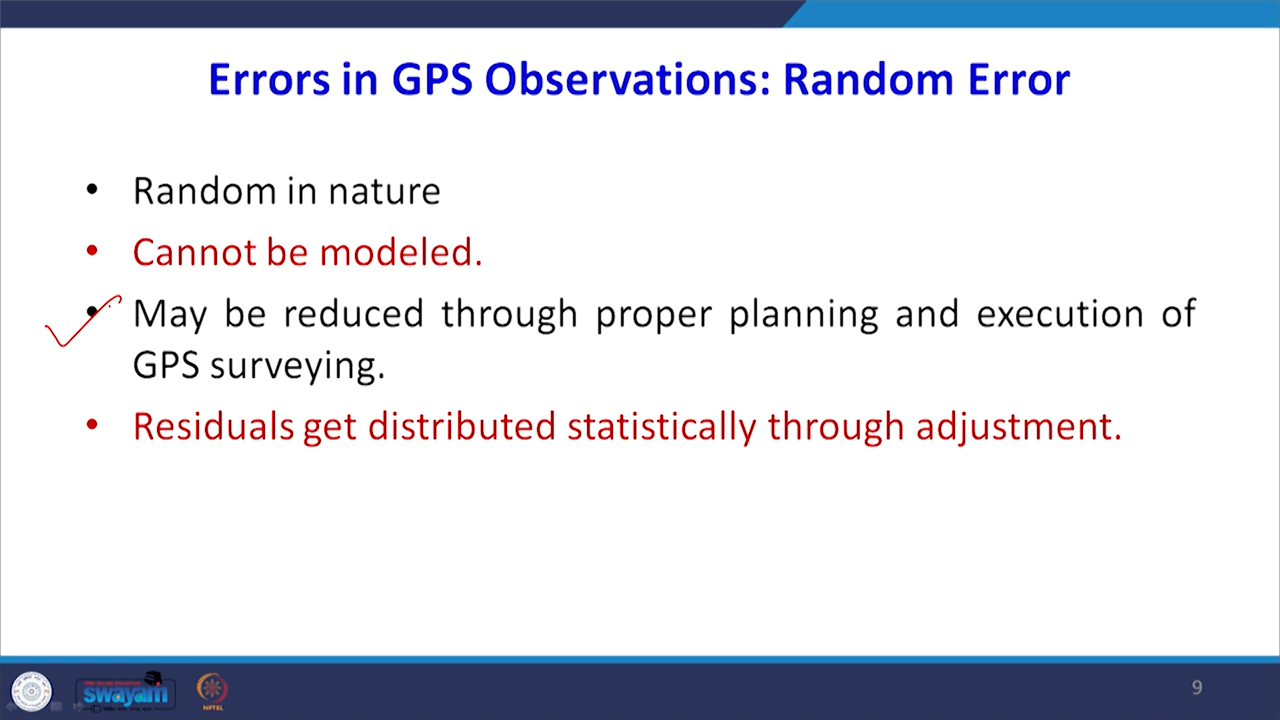 Errors in GPS Observations: Random Error
• Random in nature
• Cannot be modeled.
• May be reduced through proper planning and execution of
GPS surveying.
• Residuals get distributed statistically through adjustment.
swayam
NPTEL
9